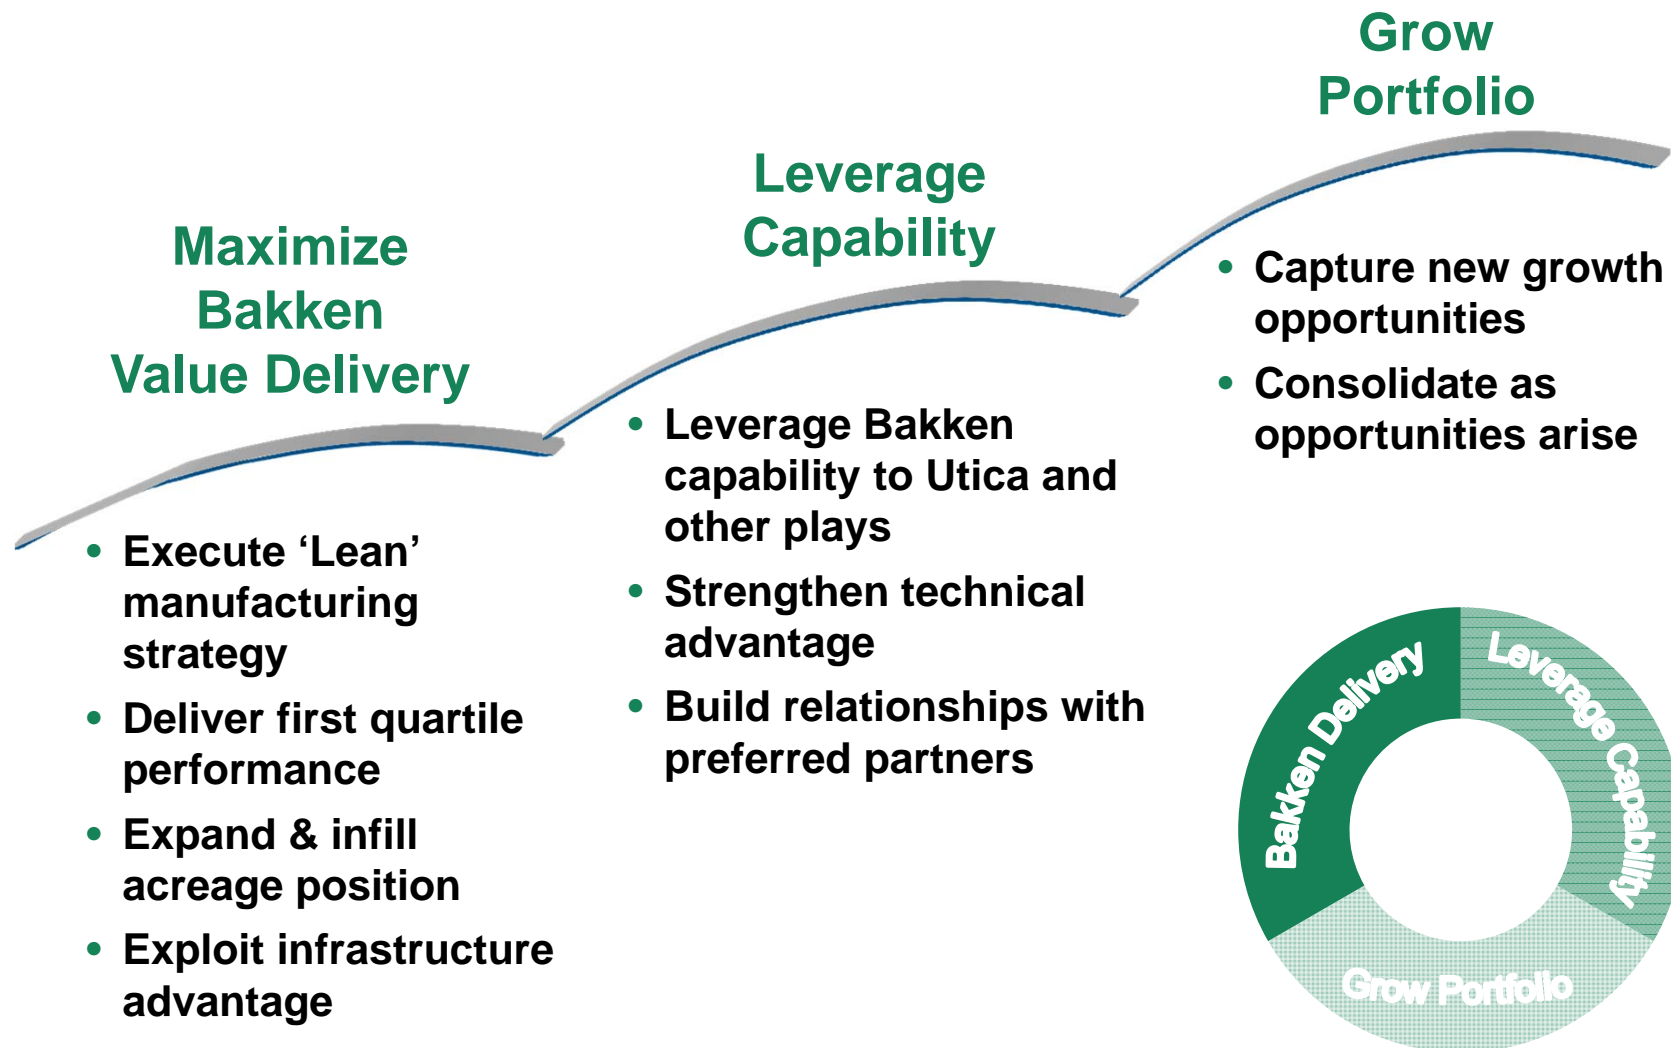 Maximize
Bakken
Value Delivery
• Execute ‘Lean’
manufacturing
strategy
• Deliver first quartile
performance
• Expand & infill
acreage position
• Exploit infrastructure
advantage
Leverage
Capability
• Leverage Bakken
capability to Utica and
other plays
• Strengthen technical
advantage
• Build relationships with
preferred partners
Grow
Portfolio
• Capture new growth
opportunities
• Consolidate as
opportunities arise
Bakken Delivery
Leverage Capability
Grow Portfolio